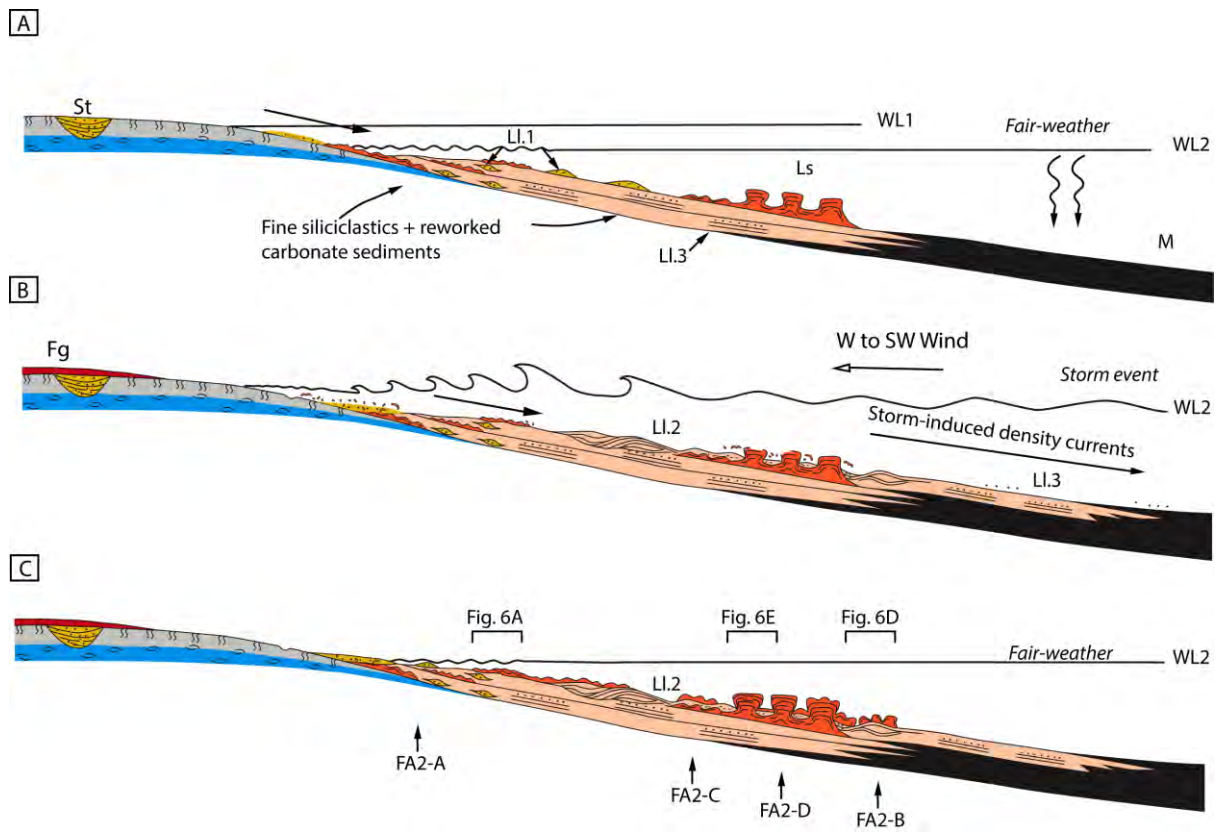 A
St
WL1
Fair-weather
Ll.1
WL2
Ls
Fine siliciclastics + reworked
carbonate sediments
Ll.3
M
B
Fg
W to SW Wind
Storm event
WL2
Ll.2
Storm-induced density currents
Ll.3
C
Fig. 6A
Fig. 6E
Fig. 6D
Fair-weather
WL2
Ll.2
FA2-A
FA2-C
FA2-D
FA2-B